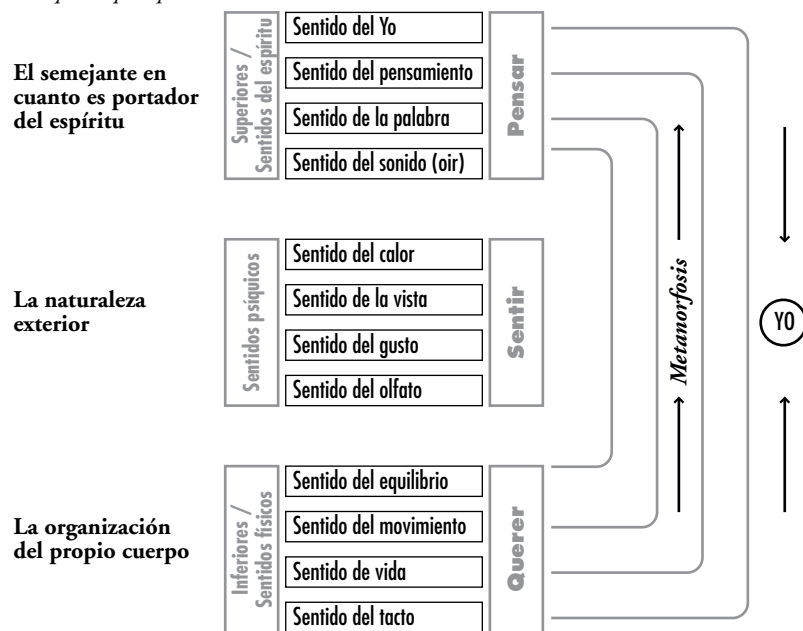 Sentido del Yo
El semejante en
cuanto es portador
del espíritu
Superiores /
Sentidos del espíritu
Sentido del pensamiento
Sentido de la palabra
Sentido del sonido (oir)
Pensar
Sentido del calor
La naturaleza
exterior
Sentidos psíquicos
Sentido de la vista
Sentido del gusto
Sentido del olfato
Sentir
Metanorfosis
YO
Sentido del equilibrio
La organización
del propio cuerpo
Inferiores /
Sentidos físicos
Sentido del movimiento
Sentido de vida
Sentido del tacto
Querer